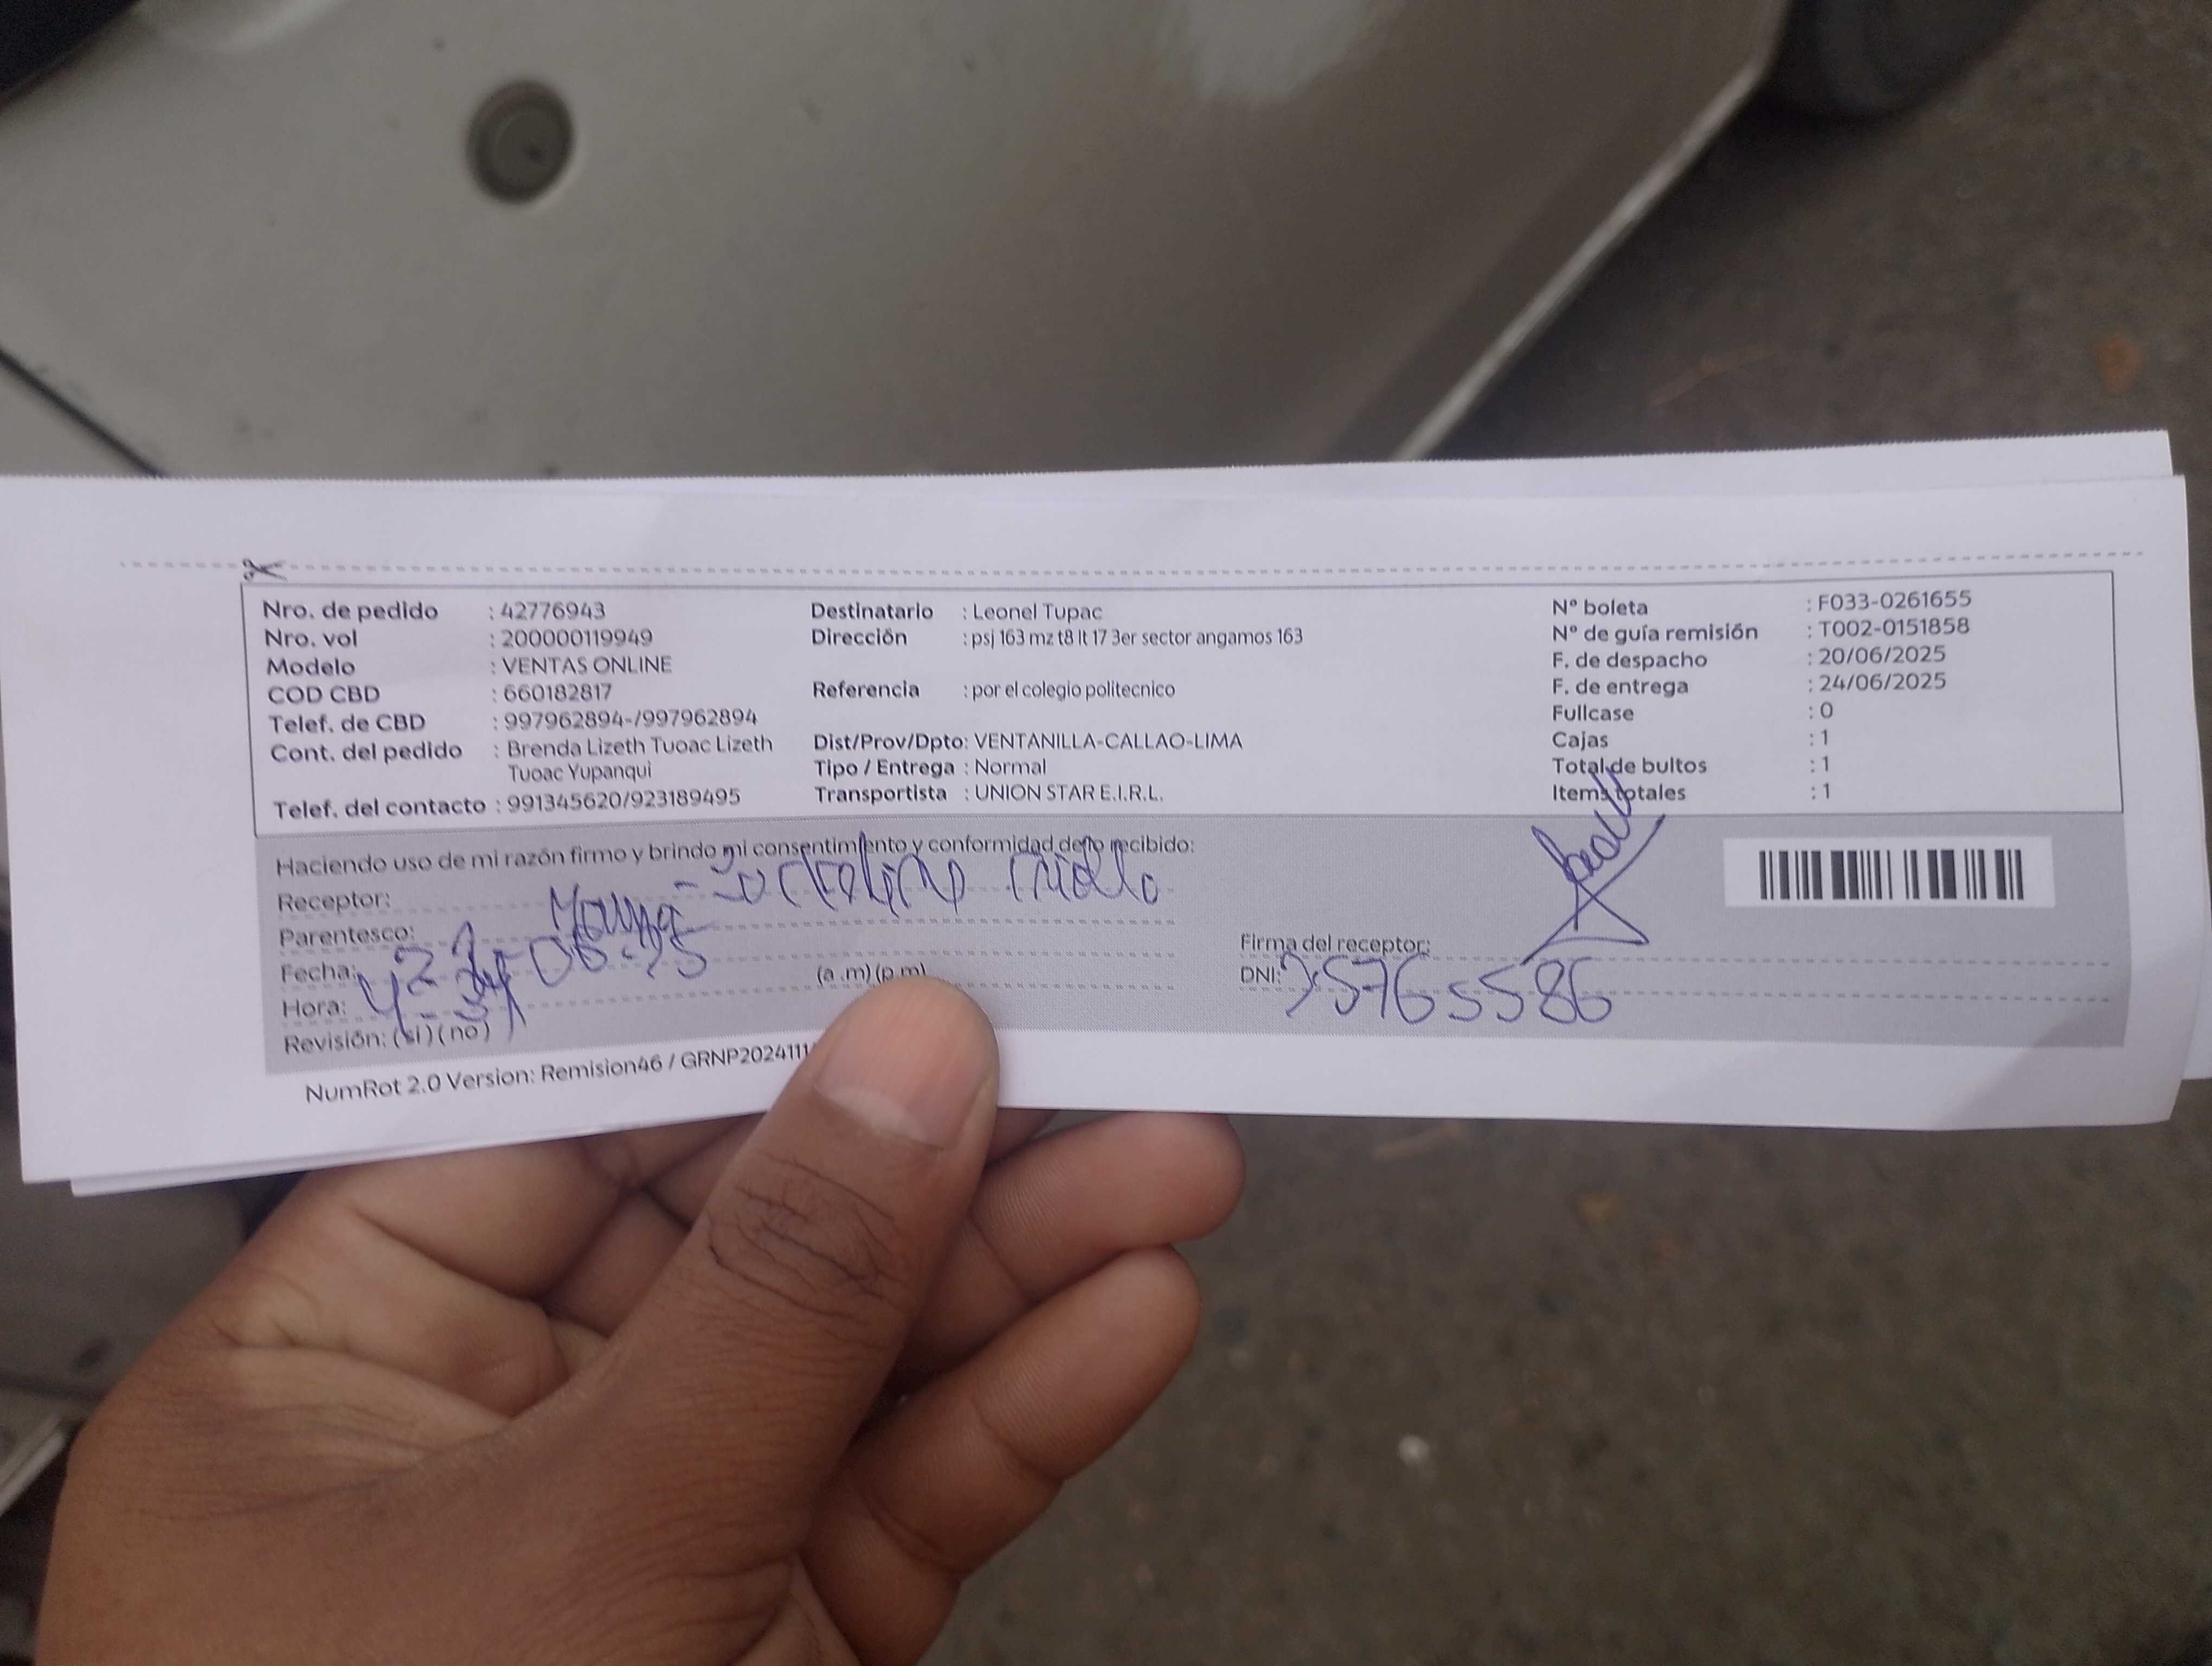 Nro. de pedido : 42776943
Nro. vol : 200000119949
Modelo : VENTAS ONLINE
COD CBD : 660182817
Telef. de CBD : 997962894-/997962894
Cont. del pedido : Brenda Lizeth Tuoac Lizeth
Tuoac Yupanqui
Telef. del contacto : 991345620/923189495
Destinatario : Leonel Tupac
Dirección : psj 163 mz t8 lt 17 3er sector angamos 163
Referencia : por el colegio politecnico
Dist/Prov/Dpto: VENTANILLA-CALLAO-LIMA
Tipo / Entrega : Normal
Transportista : UNION STAR E.I.R.L.
N° boleta : F033-0261655
N° de guía remisión : T002-0151858
F. de despacho : 20/06/2025
F. de entrega : 24/06/2025
Fullcase : 0
Cajas : 1
Total de bultos : 1
Items totales : 1
Haciendo uso de mi razón firmo y brindo mi consentimiento y conformidad de lo recibido:
Receptor:
Parentesco:
Fecha:
Hora: (a .m) (p.m)
Revisión: (si) (no)
Firma del receptor:
DNI:
NumRot 2.0 Version: Remision46 / GRNP2024111